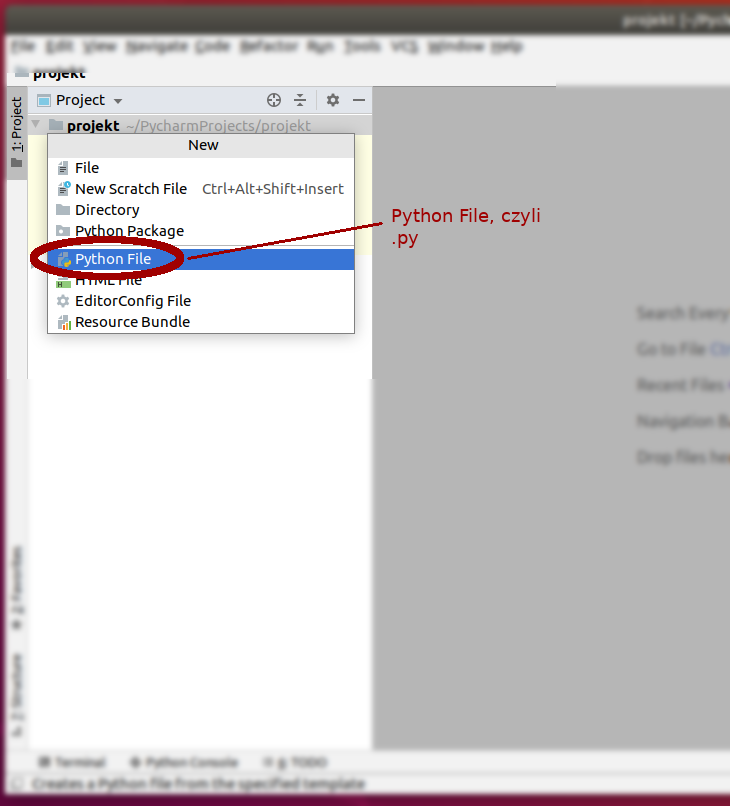 projekt [~/Pych
File Edit View Navigate Code Refactor Run Tools VCS Window Help
projekt
1: Project
Project
projekt ~/PycharmProjects/projekt
New
File
New Scratch File Ctrl+Alt+Shift+Insert
Directory
Python Package
Python File
HTML File
EditorConfig File
Resource Bundle
Python File, czyli
.py
Search Every
Go to File Ct
Recent Files
Navigation Ba
Drop files he
2: Favorites
7: Structure
Terminal Python Console 6: TODO
Creates a Python file from the specified template